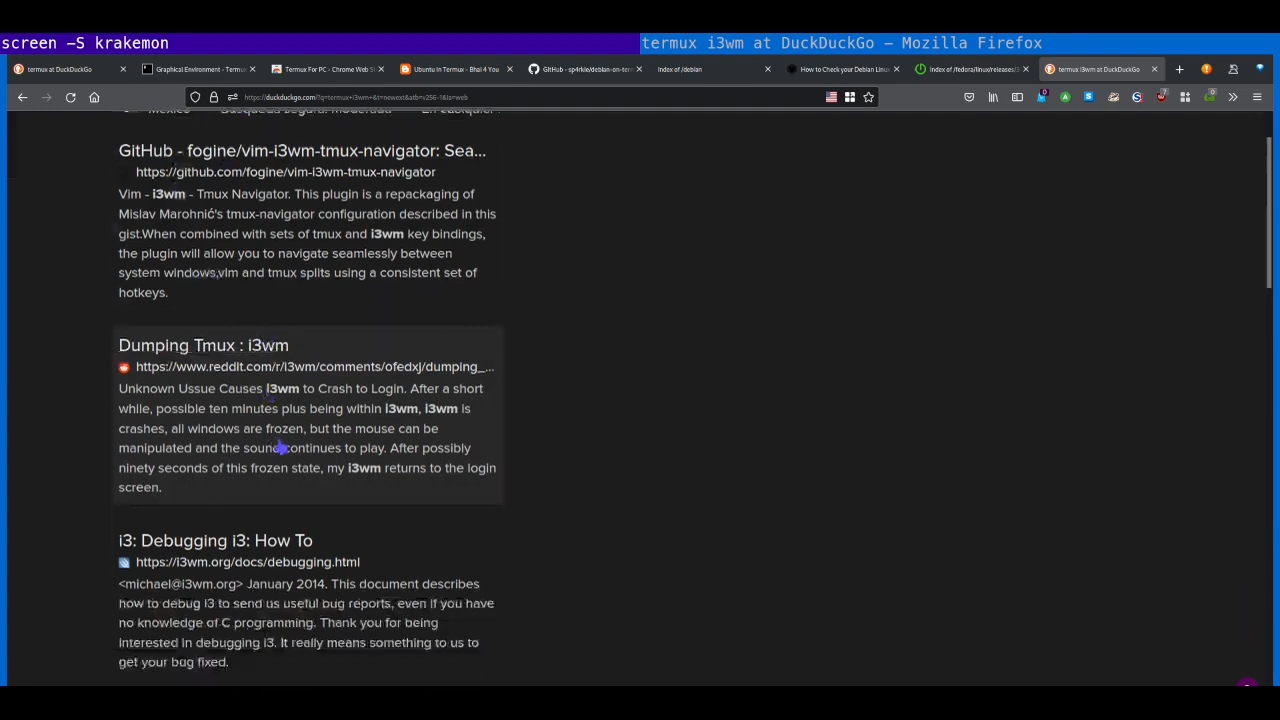 screen -S krakemon
termux i3wm at DuckDuckGo - Mozilla Firefox
termux at DuckDuckGo
Graphical Environment - Termu
Termux For PC - Chrome Web St
Ubuntu in Termux - Bhai 4 You
GitHub - sp4rkie/debian-on-ter
Index of /debian
How to Check your Debian Linux
Index of /fedora/linux/releases/3
termux i3wm at DuckDuckGo
https://duckduckgo.com/?q=termux+i3wm+&t=newext&atb=v256-1&ia=web
GitHub - fogine/vim-i3wm-tmux-navigator: Sea...
https://github.com/fogine/vim-i3wm-tmux-navigator
Vim - i3wm - Tmux Navigator. This plugin is a repackaging of
Mislav Marohnić's tmux-navigator configuration described in this
gist.When combined with sets of tmux and i3wm key bindings,
the plugin will allow you to navigate seamlessly between
system windows,vim and tmux splits using a consistent set of
hotkeys.
Dumping Tmux : i3wm
https://www.reddit.com/r/i3wm/comments/ofedxj/dumping_...
Unknown Ussue Causes i3wm to Crash to Login. After a short
while, possible ten minutes plus being within i3wm, i3wm is
crashes, all windows are frozen, but the mouse can be
manipulated and the sound continues to play. After possibly
ninety seconds of this frozen state, my i3wm returns to the login
screen.
i3: Debugging i3: How To
https://i3wm.org/docs/debugging.html
<michael@i3wm.org> January 2014. This document describes
how to debug i3 to send us useful bug reports, even if you have
no knowledge of C programming. Thank you for being
interested in debugging i3. It really means something to us to
get your bug fixed.